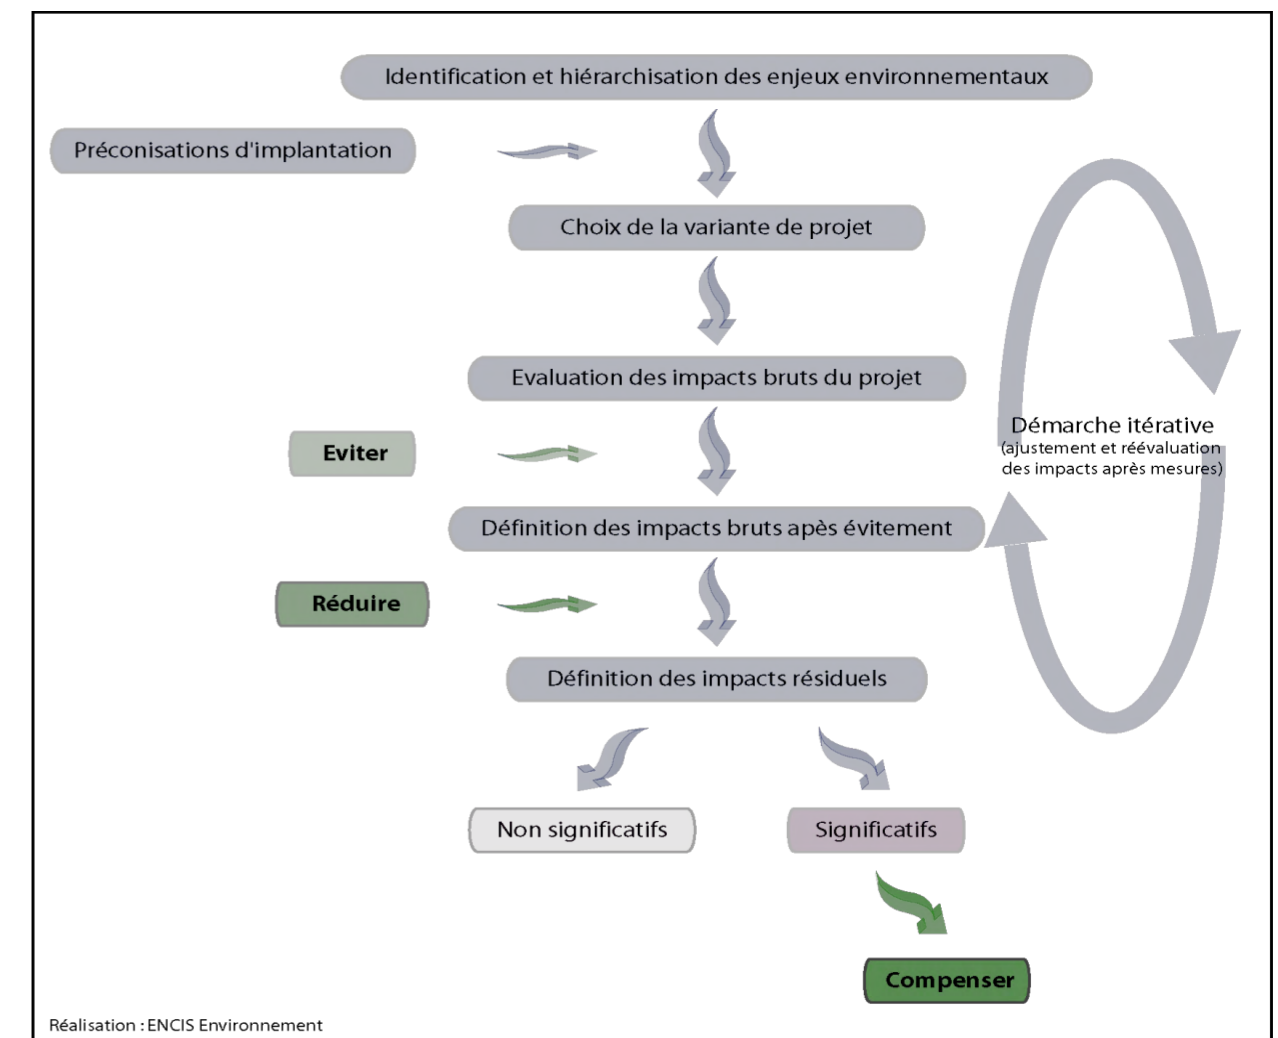 Identification et hiérarchisation des enjeux environnementaux
Préconisations d'implantation
Choix de la variante de projet
Evaluation des impacts bruts du projet
Démarche itérative
(ajustement et réévaluation
des impacts après mesures)
Eviter
Définition des impacts bruts apès évitement
Réduire
Définition des impacts résiduels
Non significatifs
Significatifs
Compenser
Réalisation : ENCIS Environnement